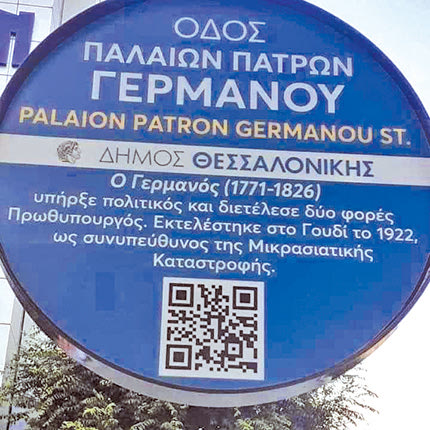 ΟΔΟΣ
ΠΑΛΑΙΩΝ ΠΑΤΡΩΝ
ΓΕΡΜΑΝΟΥ
PALAION PATRON GERMANOU ST.
ΔΗΜΟΣ ΘΕΣΣΑΛΟΝΙΚΗΣ
Ο Γερμανός (1771-1826)
υπήρξε πολιτικός και διετέλεσε δύο φορές
Πρωθυπουργός. Εκτελέστηκε στο Γουδί το 1922,
ως συνυπεύθυνος της Μικρασιατικής
Καταστροφής.